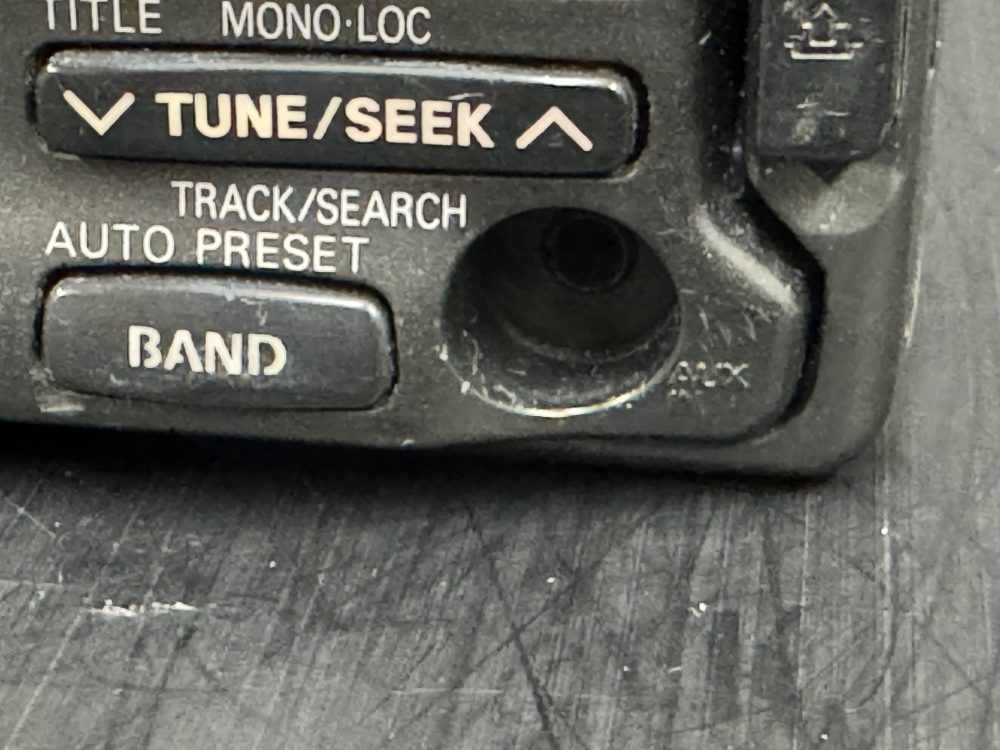 TITLE MONO·LOC
TUNE/SEEK
TRACK/SEARCH
AUTO PRESET
BAND
AUX